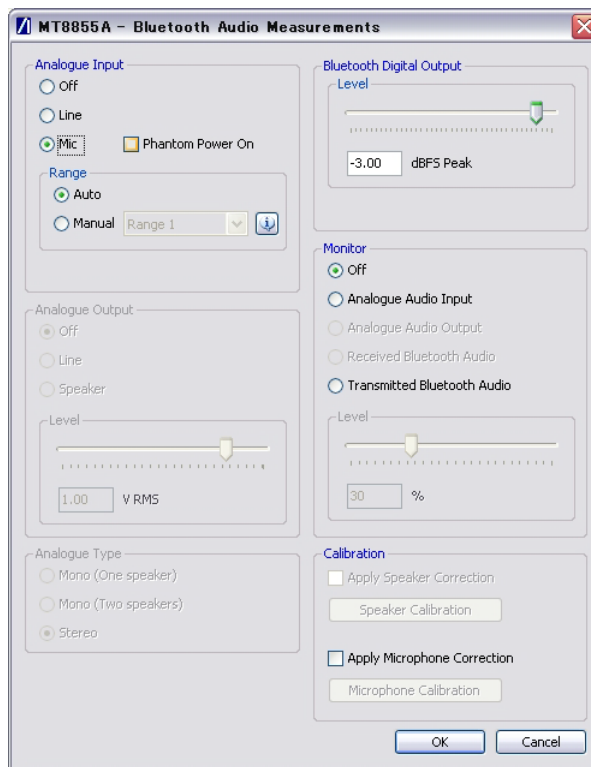 MT8855A - Bluetooth Audio Measurements
Analogue Input
Off
Line
Mic
Phantom Power On
Range
Auto
Manual
Range 1
Analogue Output
Off
Line
Speaker
Level
1.00 V RMS
Analogue Type
Mono (One speaker)
Mono (Two speakers)
Stereo
Bluetooth Digital Output
Level
-3.00 dBFS Peak
Monitor
Off
Analogue Audio Input
Analogue Audio Output
Received Bluetooth Audio
Transmitted Bluetooth Audio
Level
30 %
Calibration
Apply Speaker Correction
Speaker Calibration
Apply Microphone Correction
Microphone Calibration
OK
Cancel